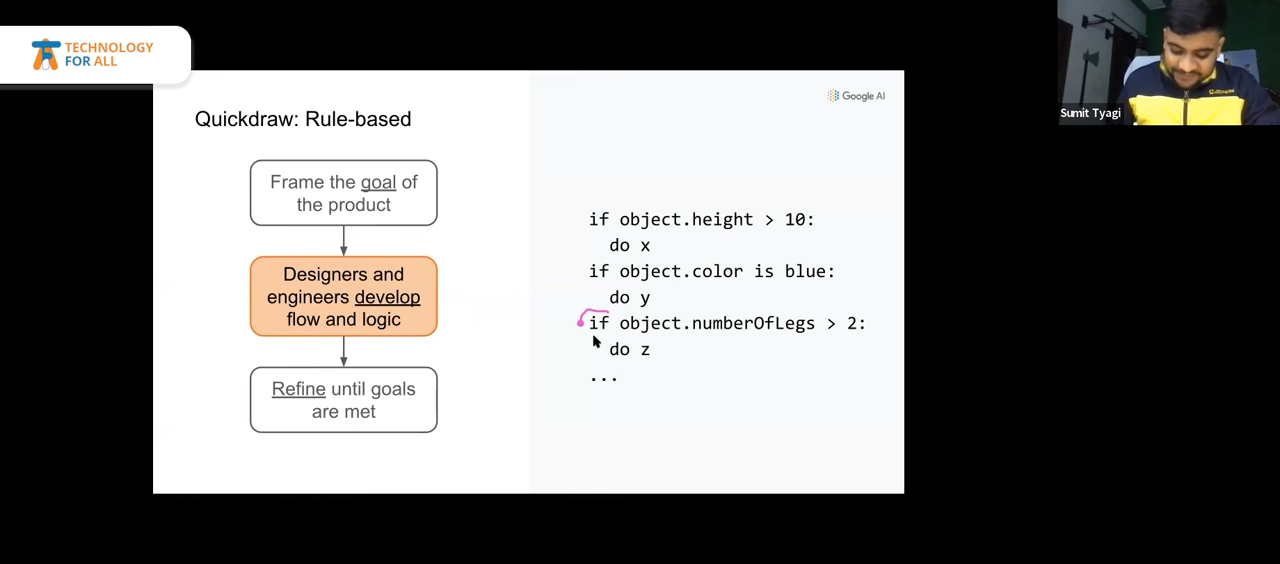 TECHNOLOGY
FOR ALL
Google AI
Sumit Tyagi
Quickdraw: Rule-based
Frame the goal of
the product
Designers and
engineers develop
flow and logic
Refine until goals
are met
if object.height > 10:
do x
if object.color is blue:
do y
if object.numberOfLegs > 2:
do z
...